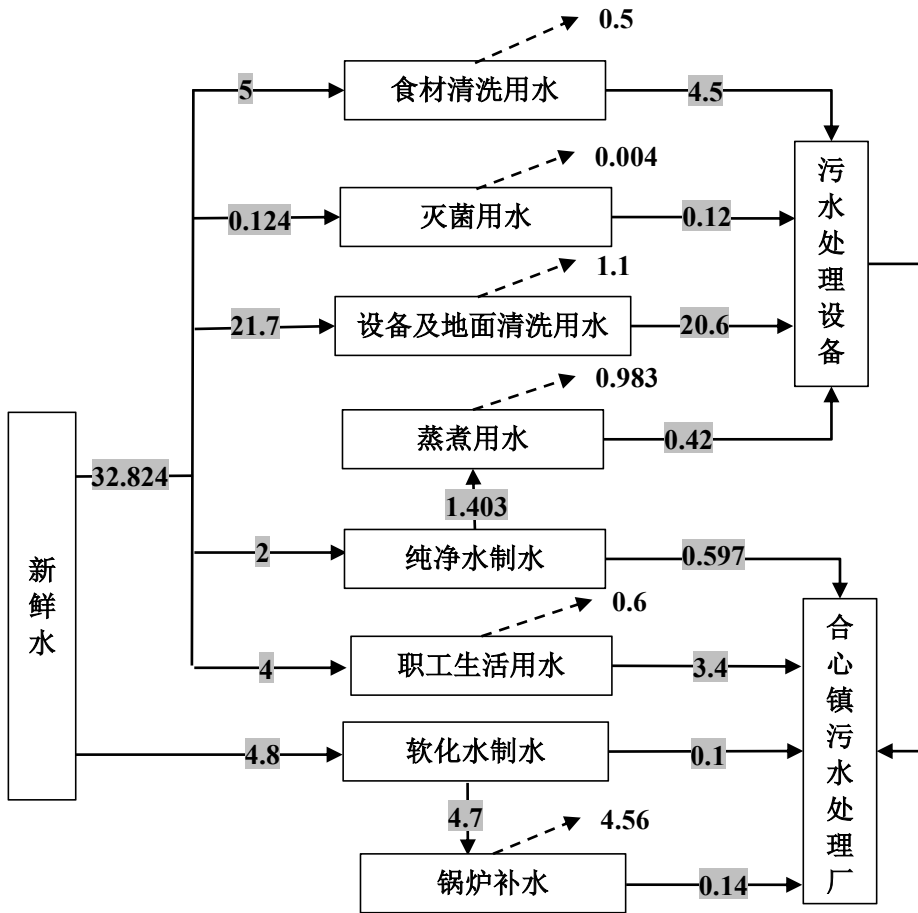 0.5
5
食材清洗用水
4.5
0.004
0.124
灭菌用水
0.12
污水处理设备
1.1
21.7
设备及地面清洗用水
20.6
0.983
蒸煮用水
0.42
32.824
1.403
新鲜水
2
纯净水制水
0.597
0.6
4
职工生活用水
3.4
合心镇污水处理厂
4.8
软化水制水
0.1
4.7
4.56
锅炉补水
0.14